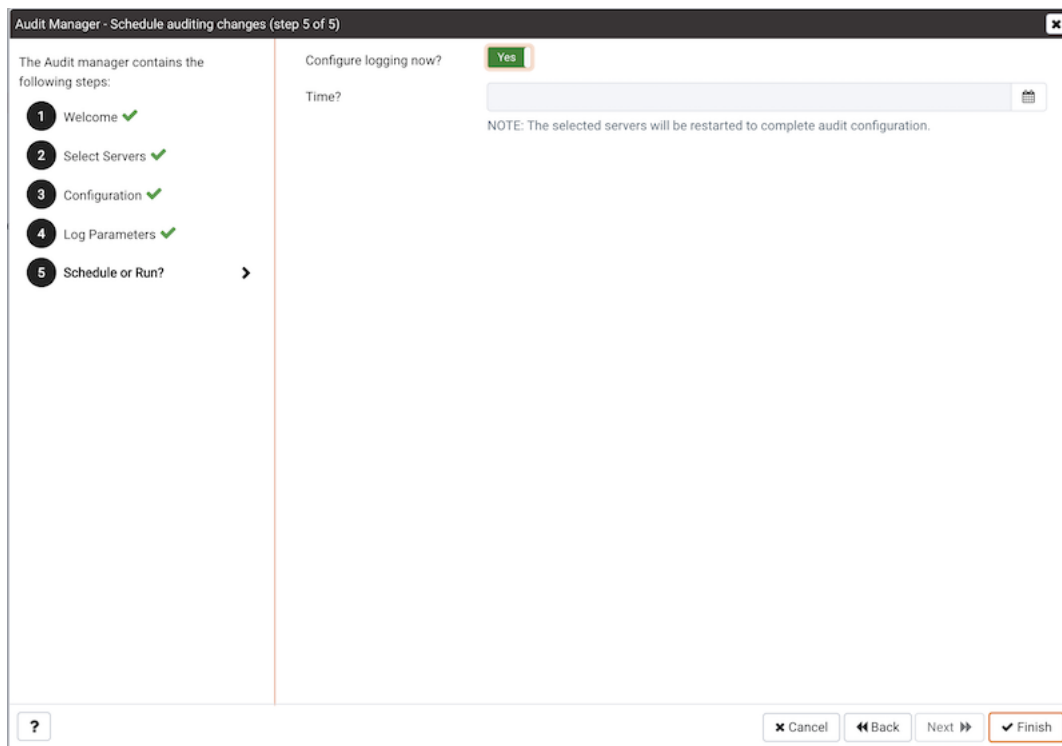 Audit Manager - Schedule auditing changes (step 5 of 5)
The Audit manager contains the
following steps:
1 Welcome
2 Select Servers
3 Configuration
4 Log Parameters
5 Schedule or Run?
Configure logging now? Yes
Time?
NOTE: The selected servers will be restarted to complete audit configuration.
? Cancel Back Next Finish